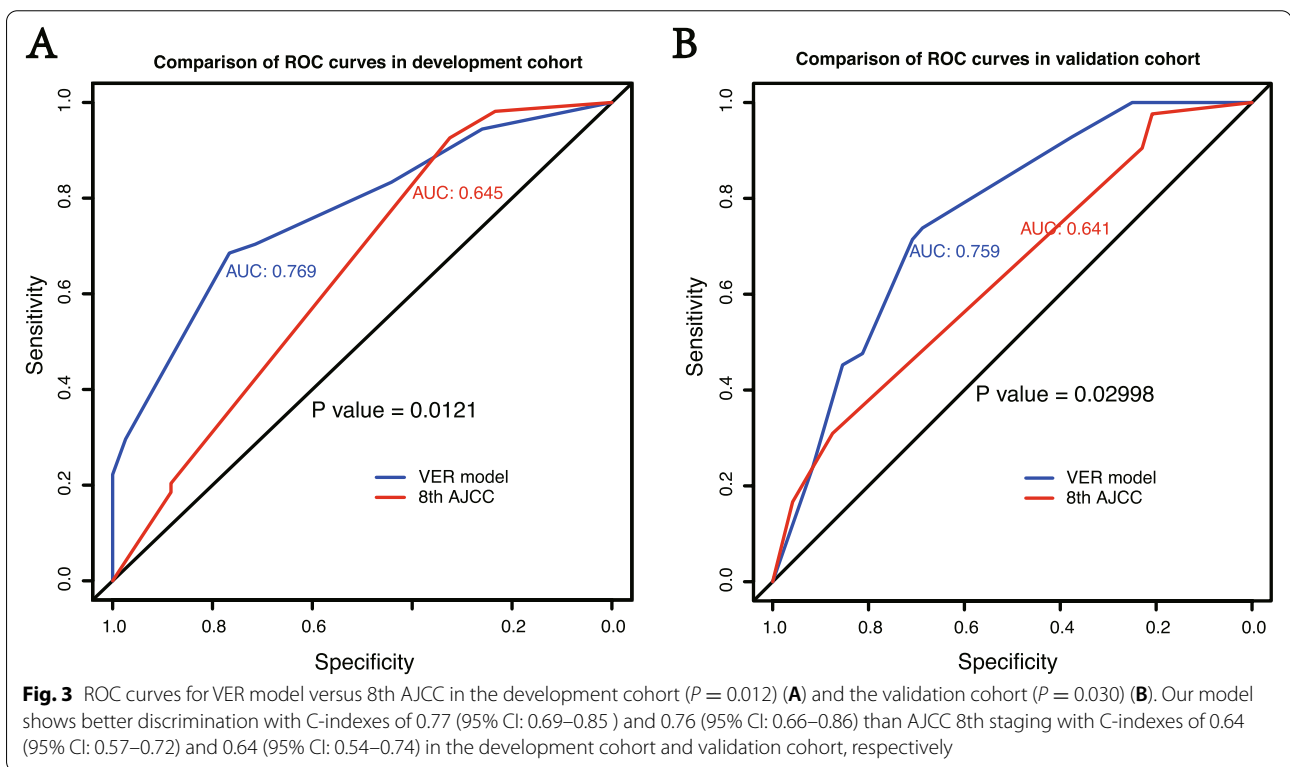 A
Comparison of ROC curves in development cohort
1.0
0.8
0.6
0.4
0.2
0.0
Sensitivity
AUC: 0.645
AUC: 0.769
P value = 0.0121
VER model
8th AJCC
1.0 0.8 0.6 0.2 0.0
Specificity
B
Comparison of ROC curves in validation cohort
1.0
0.8
0.6
0.4
0.2
0.0
Sensitivity
AUC: 0.641
AUC: 0.759
P value = 0.02998
VER model
8th AJCC
1.0 0.8 0.6 0.4 0.2 0.0
Specificity
Fig. 3 ROC curves for VER model versus 8th AJCC in the development cohort (P = 0.012) (A) and the validation cohort (P = 0.030) (B). Our model
shows better discrimination with C-indexes of 0.77 (95% CI: 0.69–0.85 ) and 0.76 (95% CI: 0.66–0.86) than AJCC 8th staging with C-indexes of 0.64
(95% CI: 0.57–0.72) and 0.64 (95% CI: 0.54–0.74) in the development cohort and validation cohort, respectively